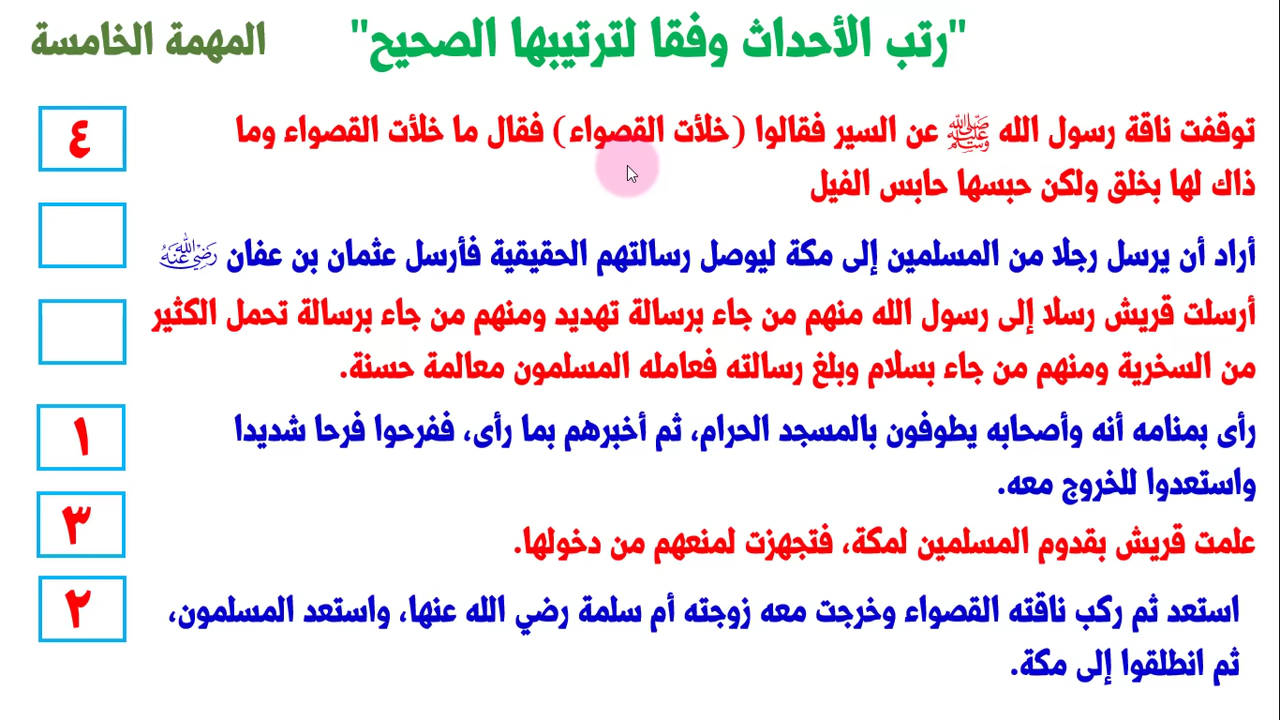 "رتب الأحداث وفقا لترتيبها الصحيح"
المهمة الخامسة
توقفت ناقة رسول الله ﷺ عن السير فقالوا (خلأت القصواء) فقال ما خلأت القصواء وما
٤
ذاك لها بخلق ولكن حبسها حابس الفيل
أراد أن يرسل رجلا من المسلمين إلى مكة ليوصل رسالتهم الحقيقية فأرسل عثمان بن عفان رضي الله عنه
أرسلت قريش رسلا إلى رسول الله منهم من جاء برسالة تهديد ومنهم من جاء برسالة تحمل الكثير
من السخرية ومنهم من جاء بسلام وبلغ رسالته فعامله المسلمون معالمة حسنة.
رأى بمنامه أنه وأصحابه يطوفون بالمسجد الحرام، ثم أخبرهم بما رأى، ففرحوا فرحا شديدا
١
واستعدوا للخروج معه.
علمت قريش بقدوم المسلمين لمكة، فتجهزت لمنعهم من دخولها.
٣
استعد ثم ركب ناقته القصواء وخرجت معه زوجته أم سلمة رضي الله عنها، واستعد المسلمون،
٢
ثم انطلقوا إلى مكة.